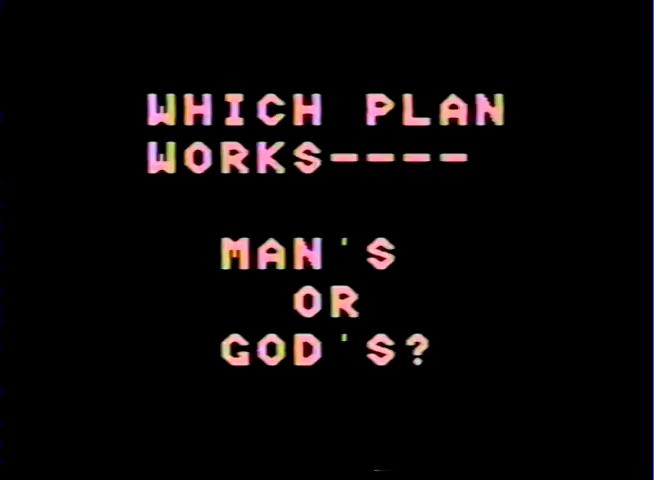 WHICH PLAN
WORKS----
MAN'S
OR
GOD'S?